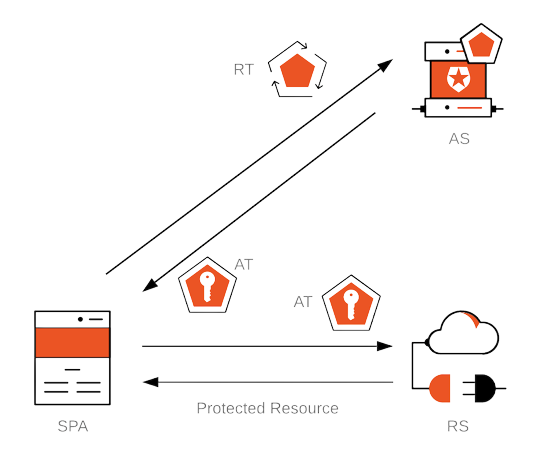 RT
AS
AT
AT
Protected Resource
SPA
RS